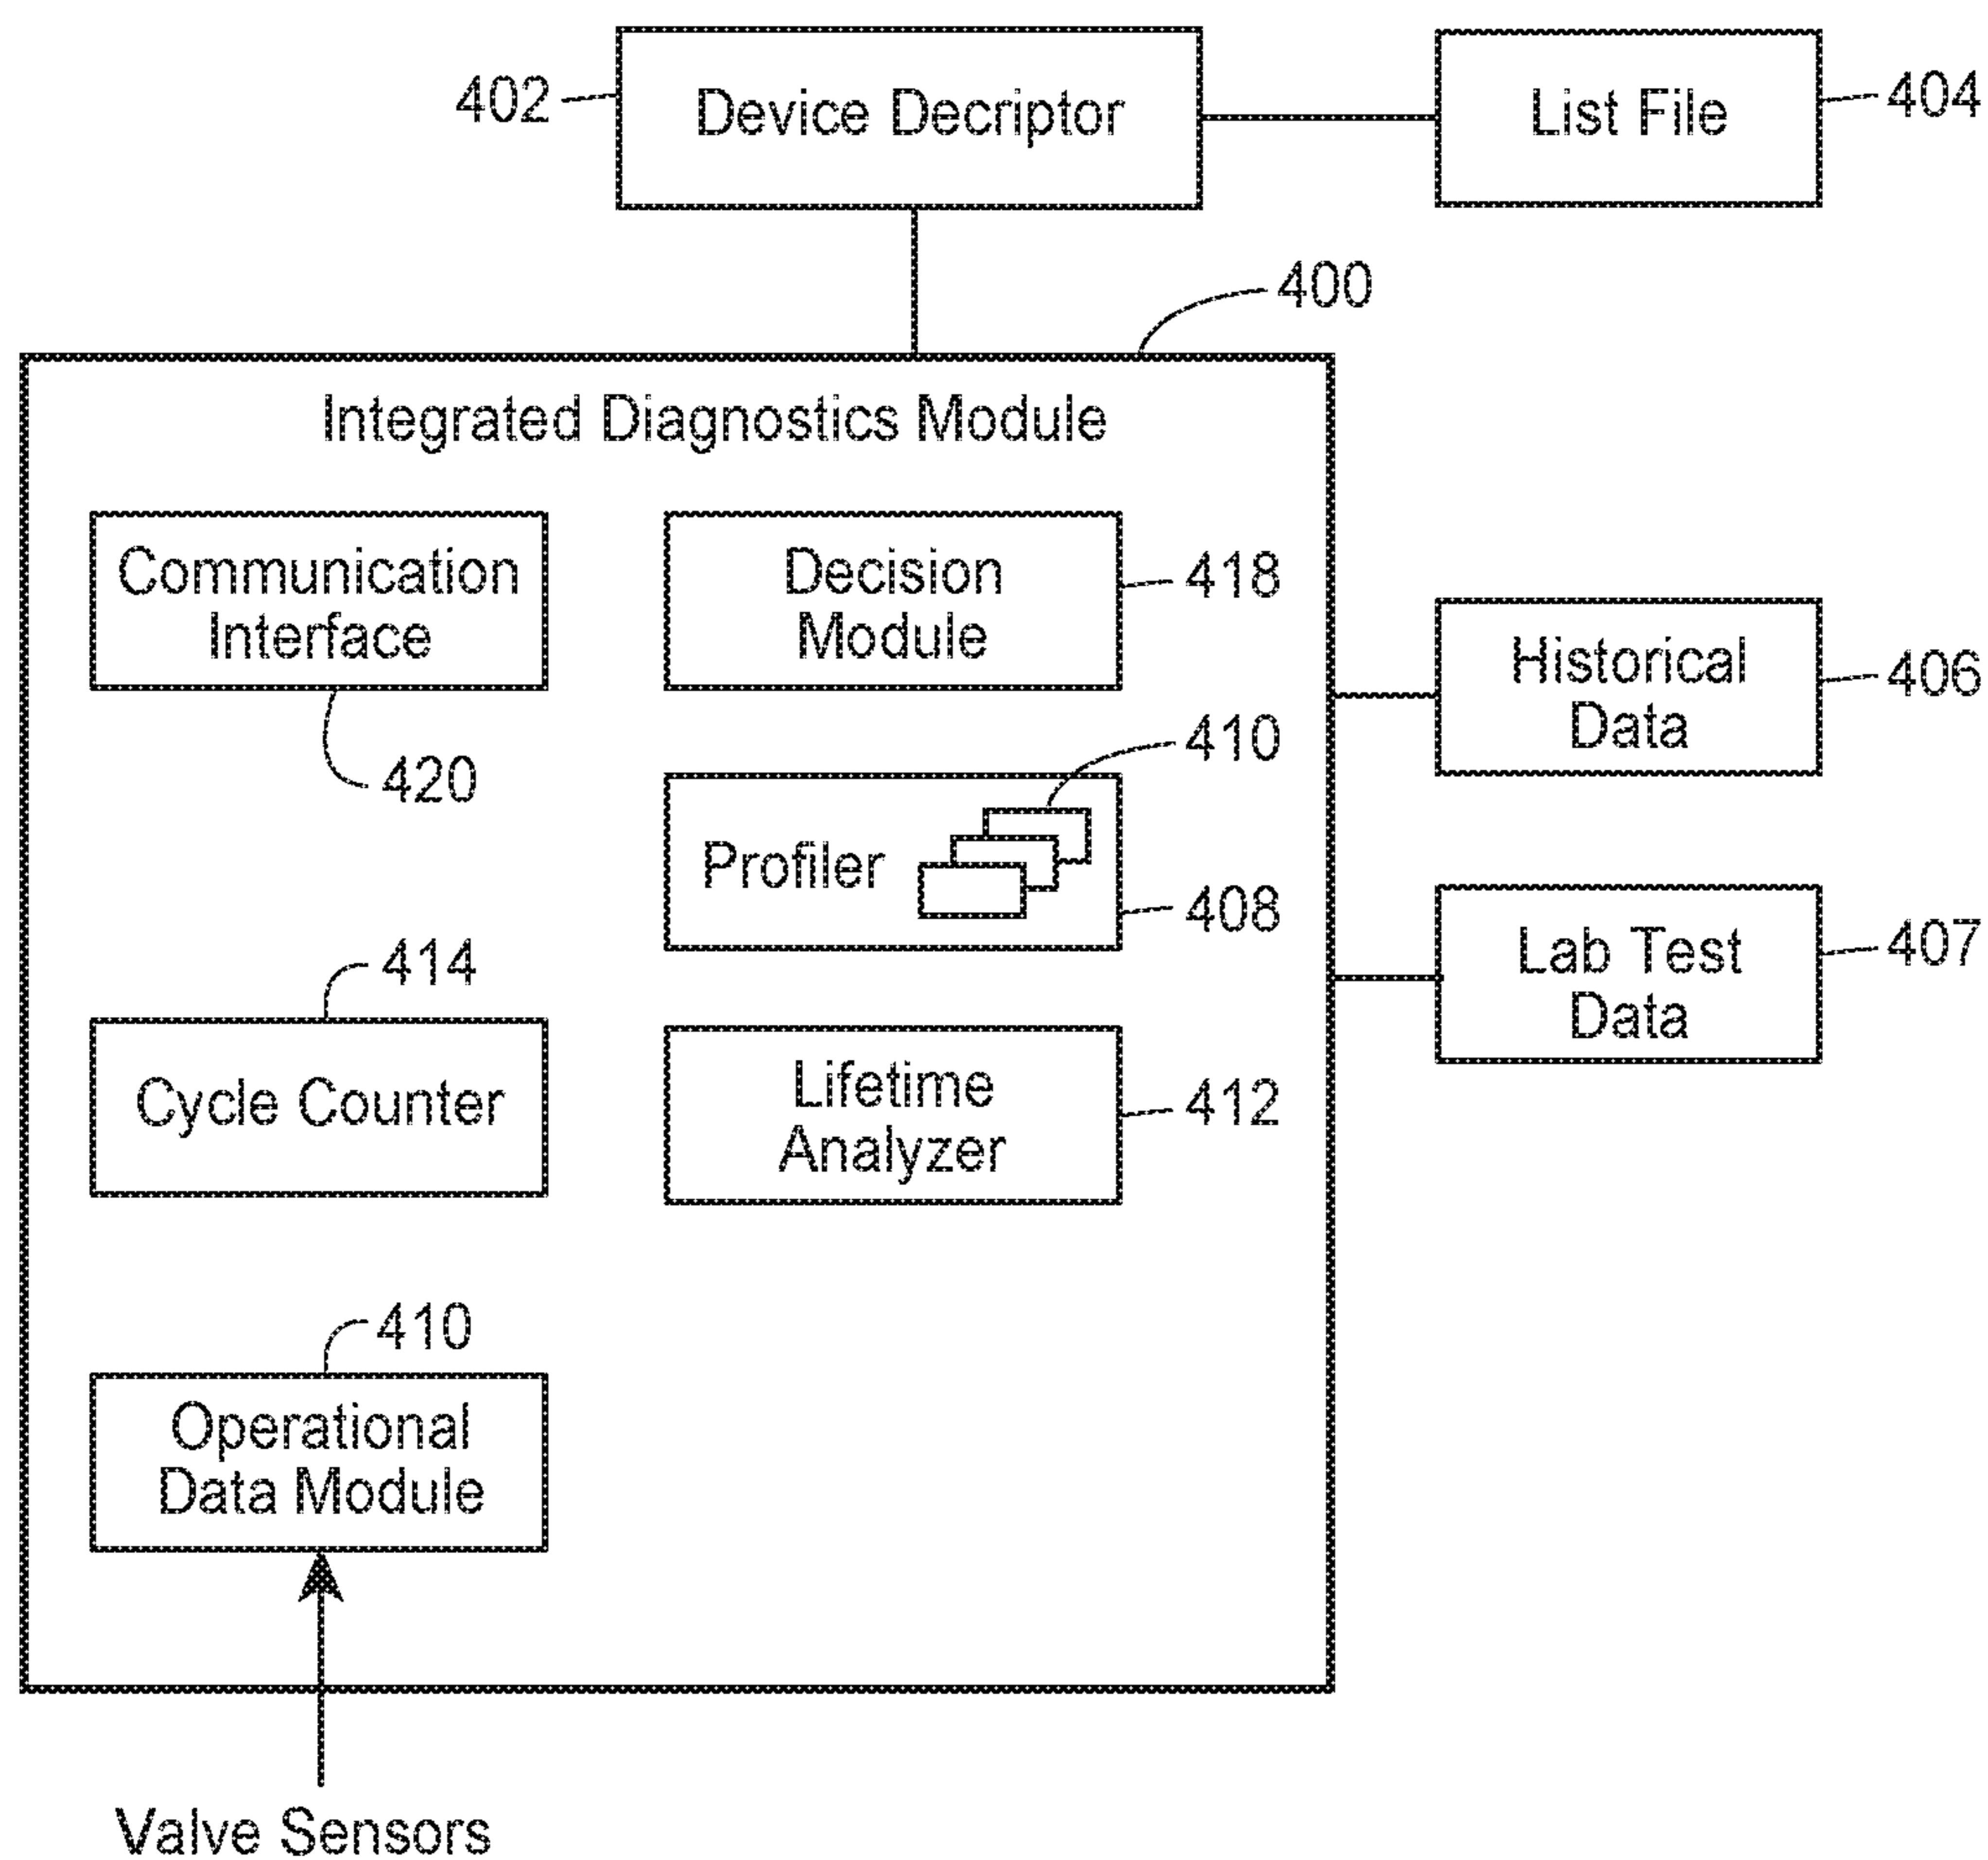 402
Device Decriptor
List File
404
400
Integrated Diagnostics Module
Communication
Interface
420
Decision
Module
418
410
Profiler
408
Historical
Data
406
Lab Test
Data
407
414
Cycle Counter
Lifetime
Analyzer
412
410
Operational
Data Module
Valve Sensors